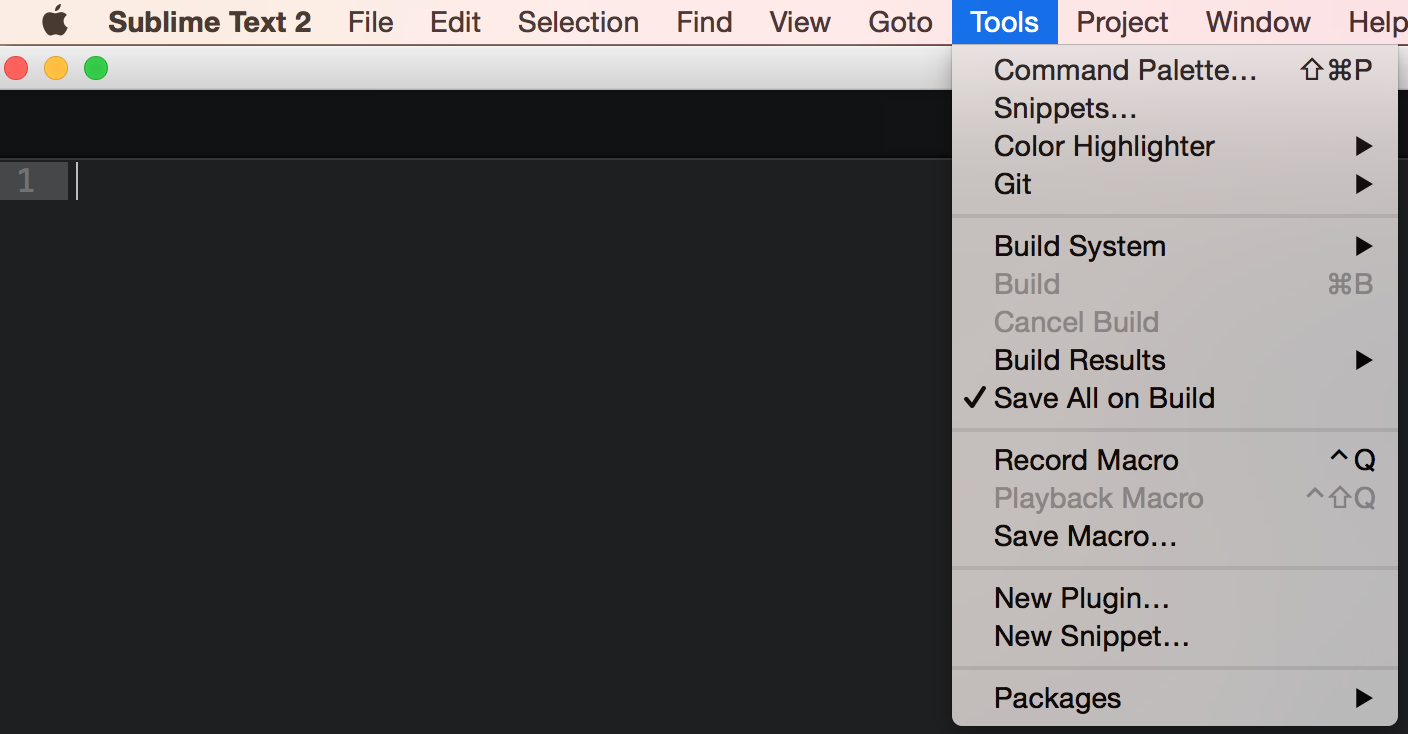 Sublime Text 2 File Edit Selection Find View Goto Tools Project Window Help
Command Palette... ⇧⌘P
Snippets...
Color Highlighter ▶
Git ▶
Build System ▶
Build ⌘B
Cancel Build
Build Results ▶
✓ Save All on Build
Record Macro ^Q
Playback Macro ^⇧Q
Save Macro...
New Plugin...
New Snippet...
Packages ▶
1